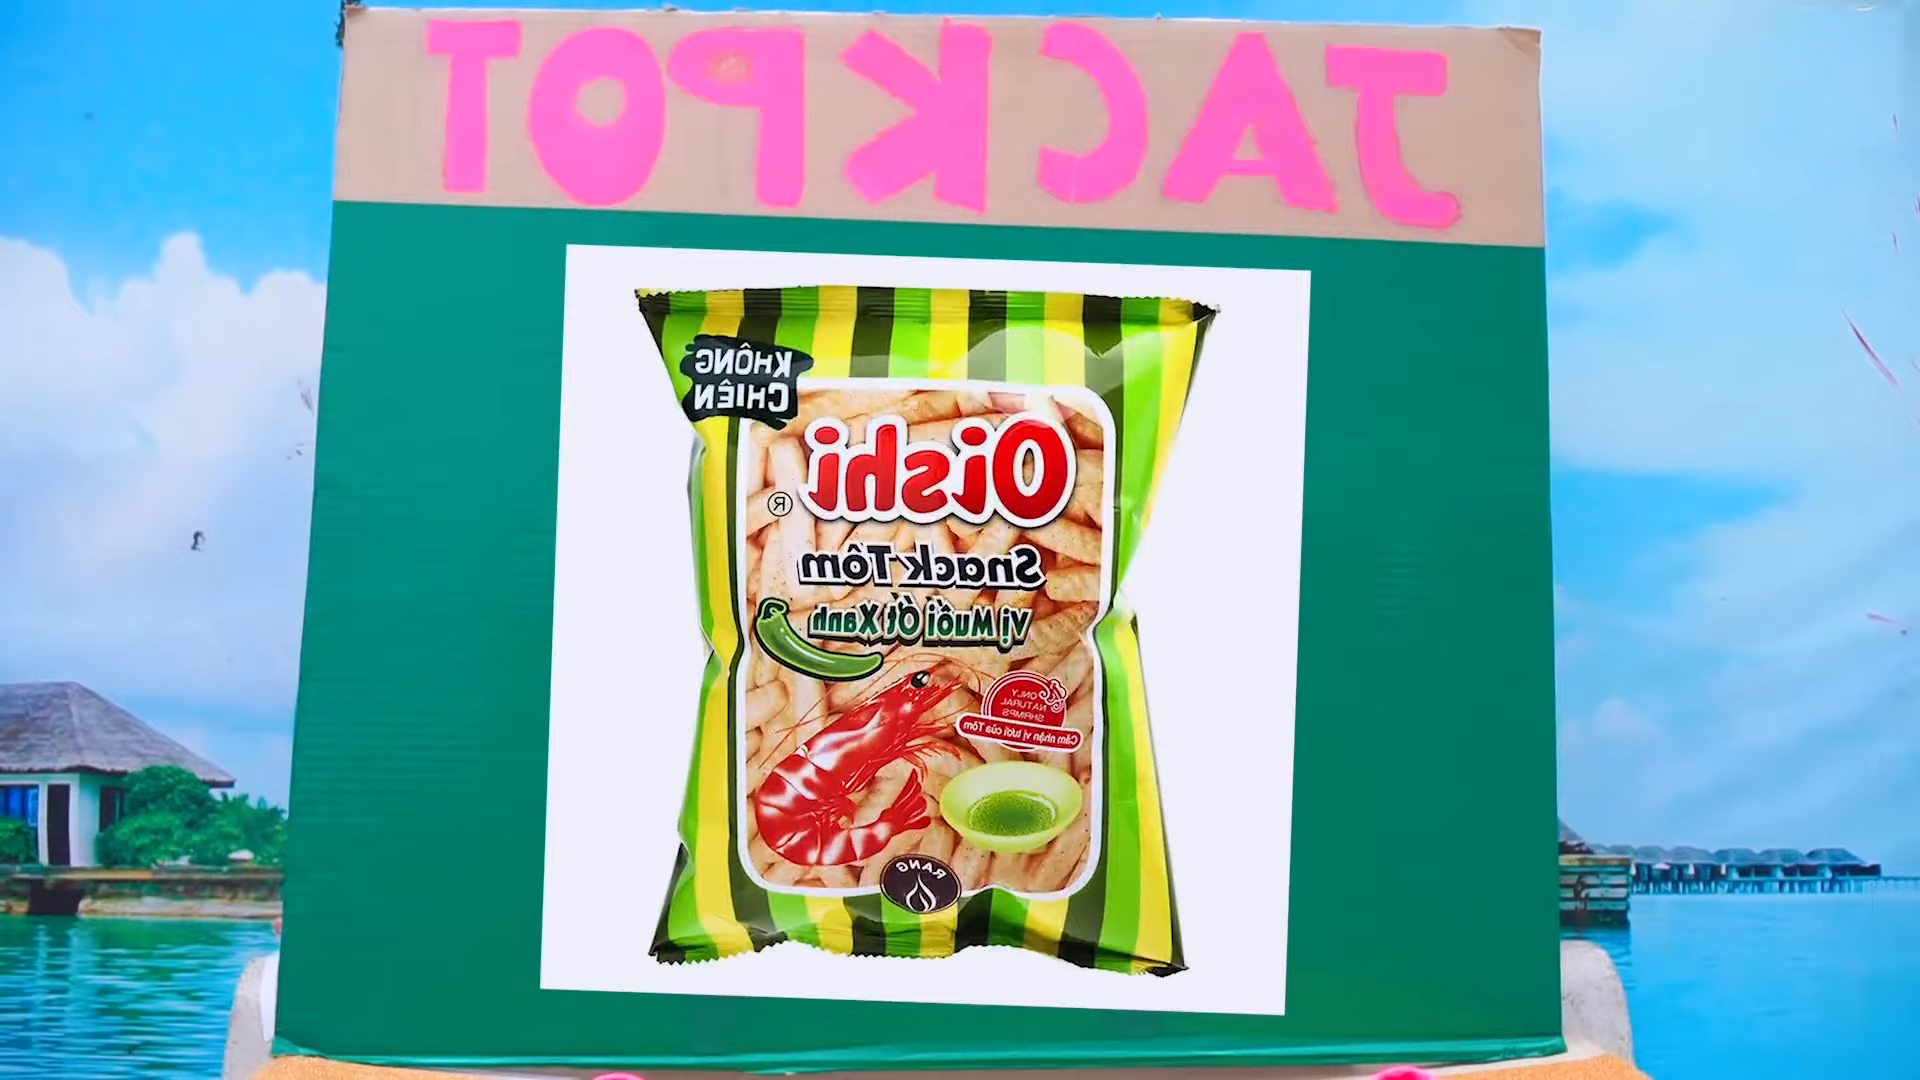 JACKPOT
KHÔNG
CHIÊN
Oishi
®
Snack Tôm
Vị Muối Ớt Xanh
ONLY
NATURAL
SHRIMPS
Cảm nhận vị tươi của Tôm
RANG